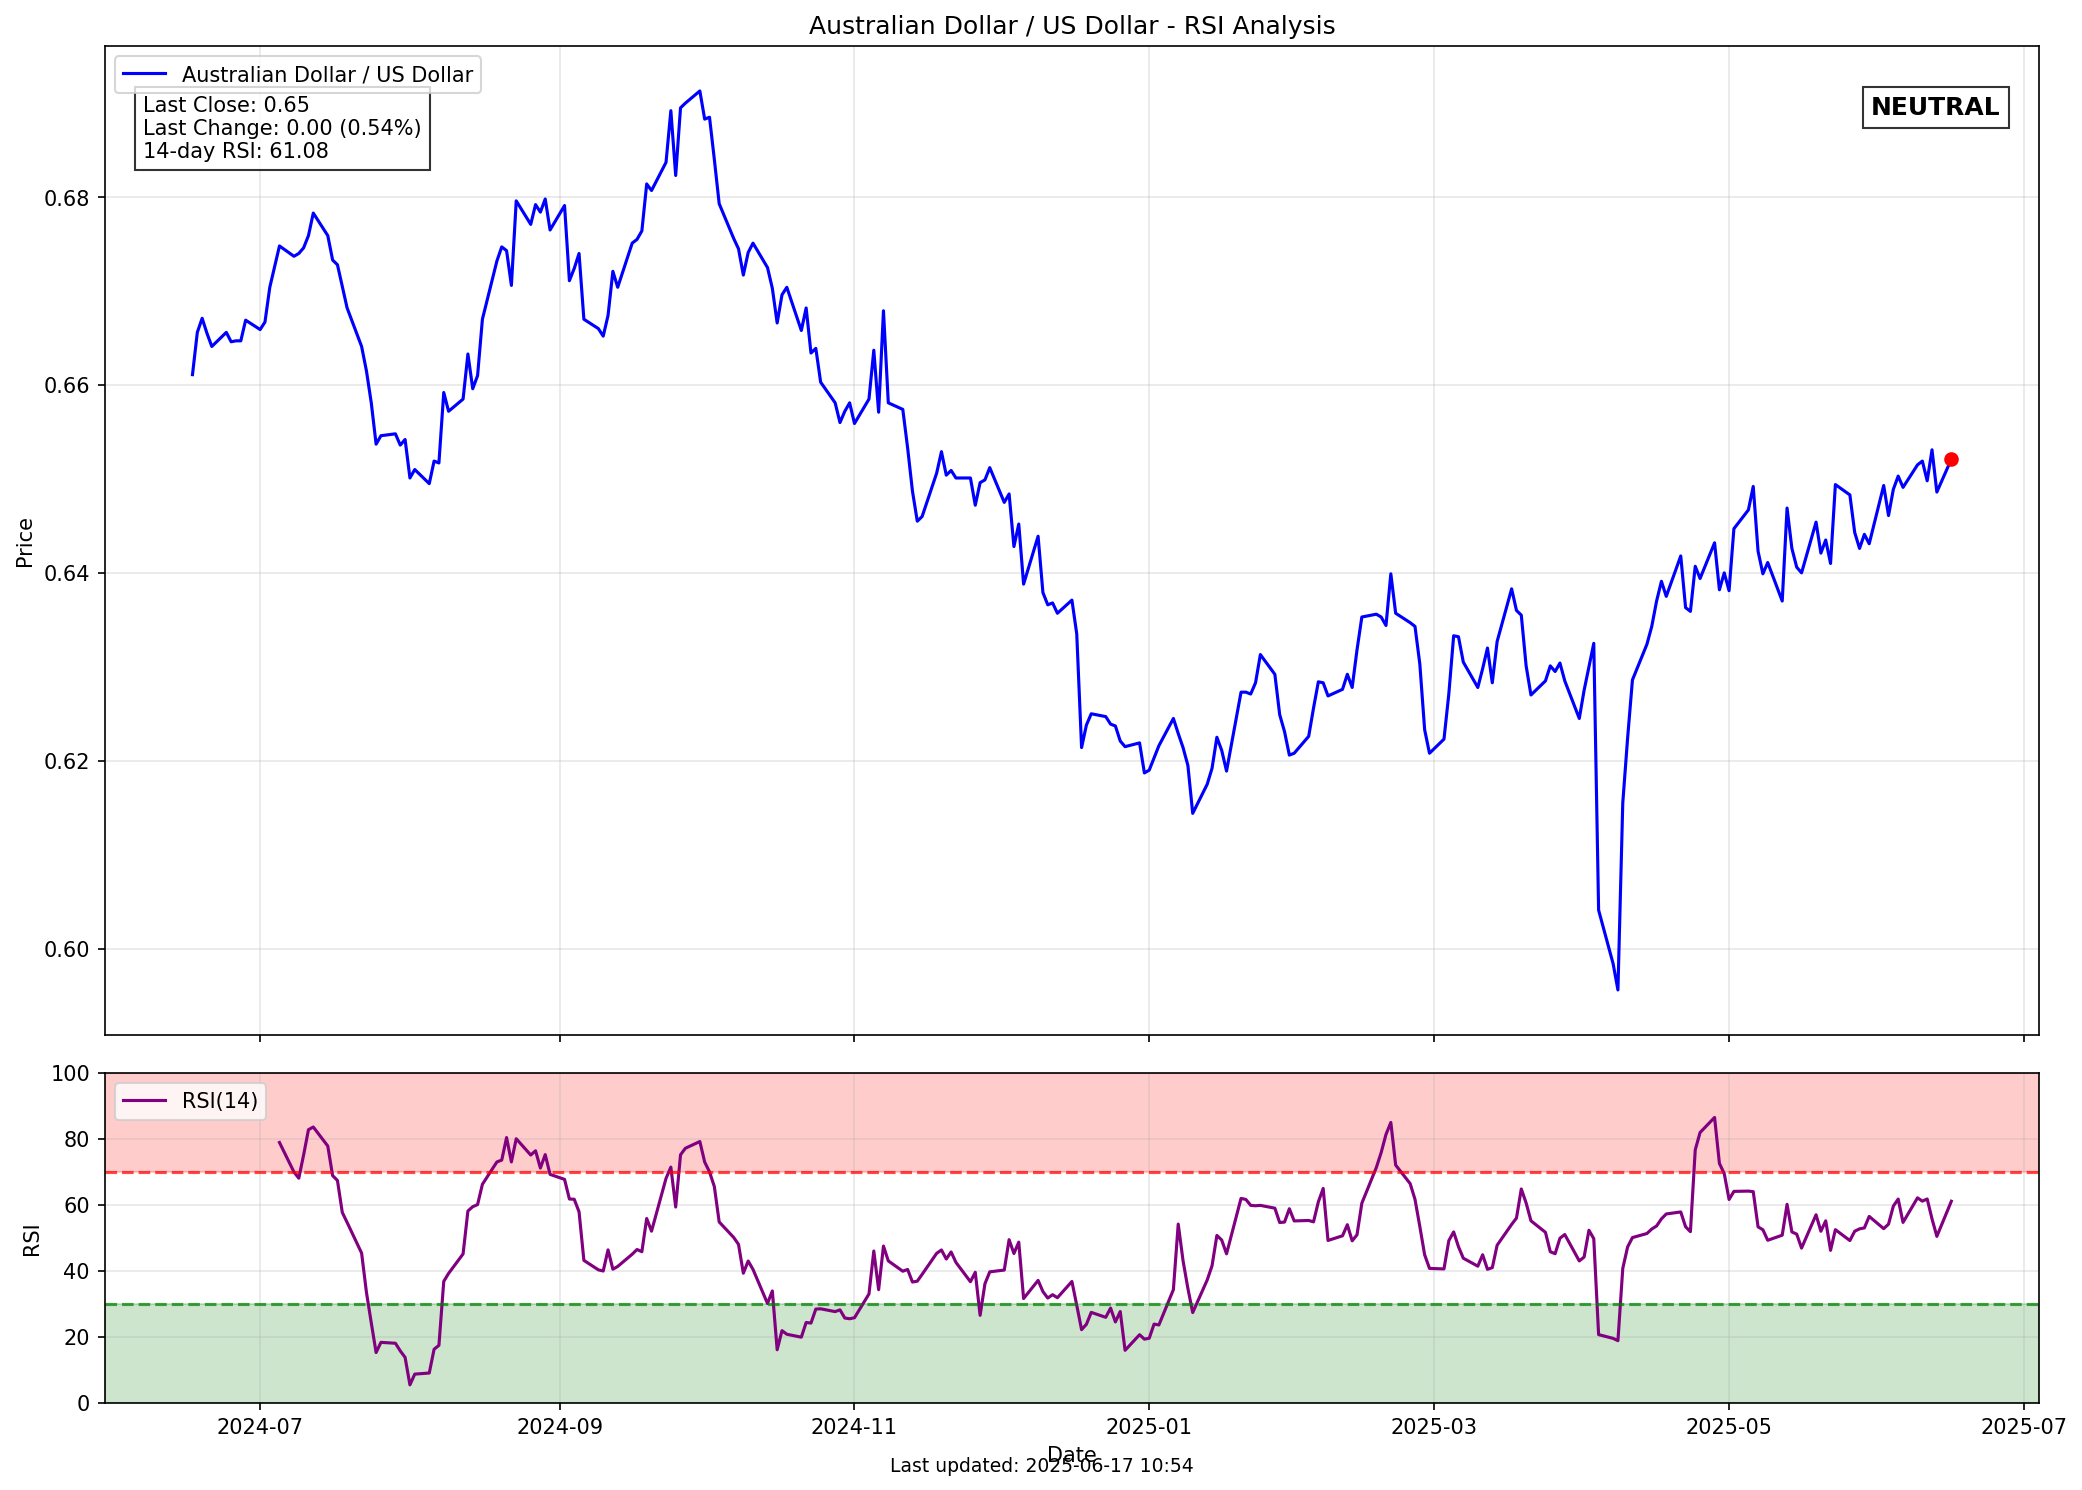 Australian Dollar / US Dollar - RSI Analysis
Australian Dollar / US Dollar
Last Close: 0.65
Last Change: 0.00 (0.54%)
14-day RSI: 61.08
NEUTRAL
Price
0.68
0.66
0.64
0.62
0.60
RSI(14)
RSI
100
80
60
40
20
0
2024-07
2024-09
2024-11
2025-01
2025-03
2025-05
2025-07
Date
Last updated: 2025-06-17 10:54